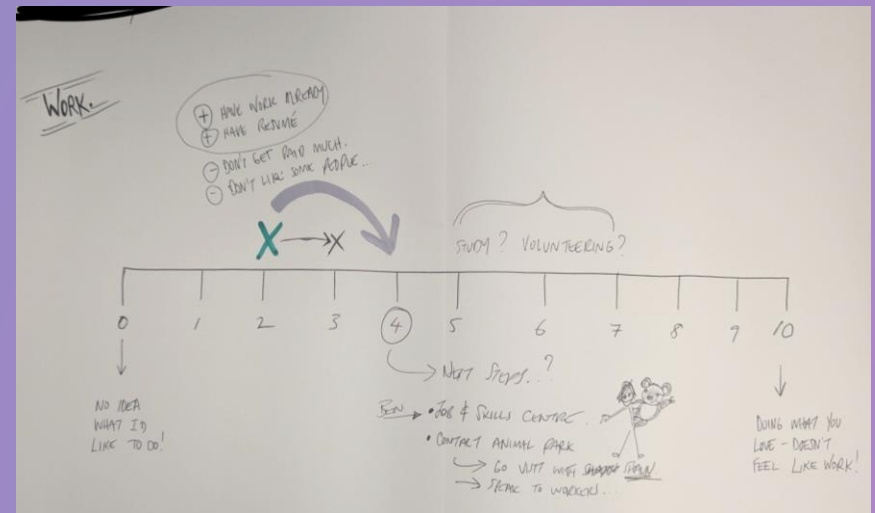 WORK.
+ HAVE WORK ALREADY
+ HAVE RESUMÉ
- DON'T GET PAID MUCH.
- DON'T LIKE SOME PEOPLE...
X → X
STUDY? VOLUNTEERING?
0 1 2 3 4 5 6 7 8 9 10
NO IDEA
WHAT I'D
LIKE TO DO!
NEXT STEPS..?
BEN → • JOB & SKILLS CENTRE.
• CONTACT ANIMAL PARK
→ GO VISIT WITH SHAUN
→ SPEAK TO WORKERS...
DOING WHAT YOU
LOVE - DOESN'T
FEEL LIKE WORK!